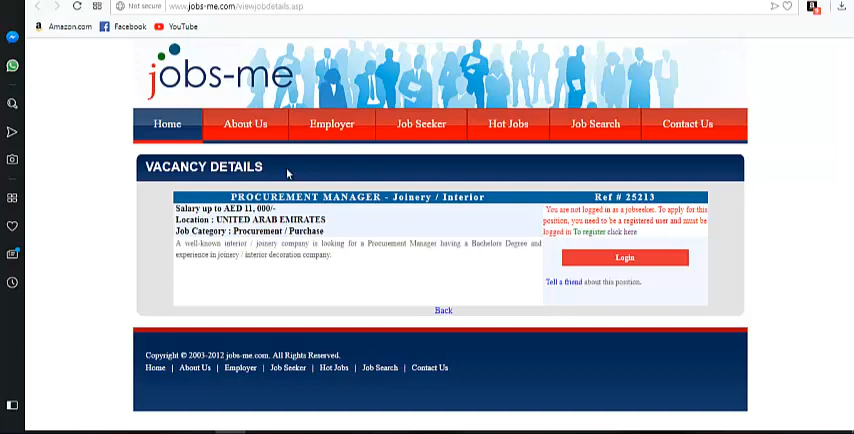 Not secure | www.jobs-me.com/viewjobdetails.asp
Amazon.com Facebook YouTube
jobs-me
Home About Us Employer Job Seeker Hot Jobs Job Search Contact Us
VACANCY DETAILS
PROCUREMENT MANAGER - Joinery / Interior
Salary up to AED 11, 000/-
Location : UNITED ARAB EMIRATES
Job Category : Procurement / Purchase
A well-known interior / joinery company is looking for a Procurement Manager having a Bachelors Degree and
experience in joinery / interior decoration company.
Ref # 25213
You are not logged in as a jobseeker. To apply for this
position, you need to be a registered user and must be
logged in To register click here
Login
Tell a friend about this position.
Back
Copyright © 2003-2012 jobs-me.com. All Rights Reserved.
Home | About Us | Employer | Job Seeker | Hot Jobs | Job Search | Contact Us